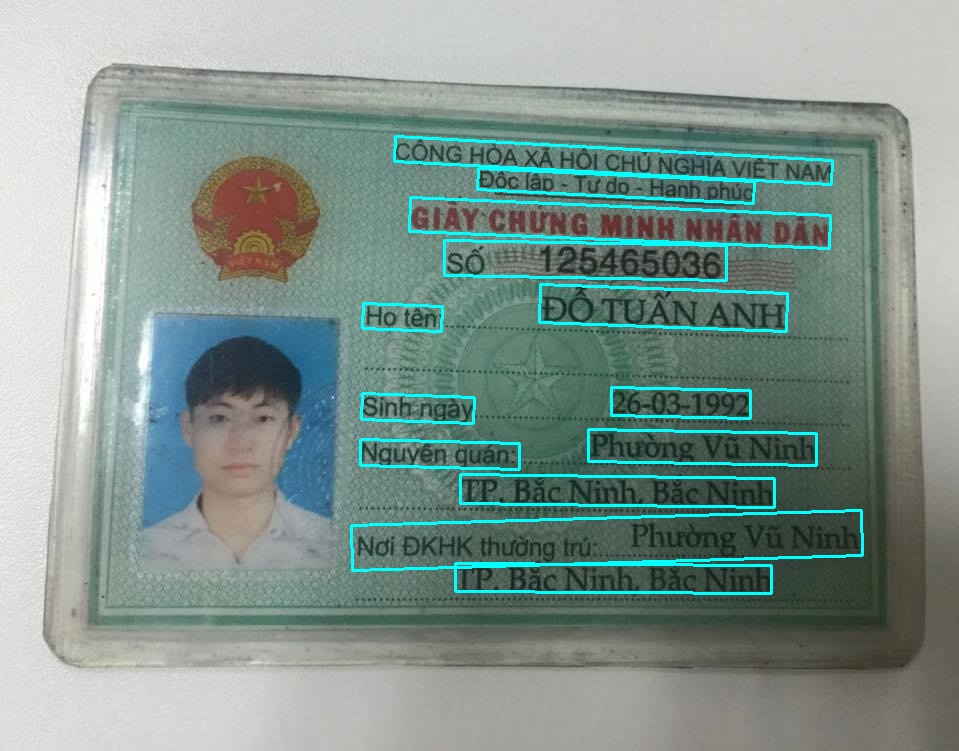 CỘNG HÒA XÃ HỘI CHỦ NGHĨA VIỆT NAM
Độc lập - Tự do - Hạnh phúc
GIẤY CHỨNG MINH NHÂN DÂN
SỐ 125465036
VIỆT NAM
Họ tên ĐỖ TUẤN ANH
Sinh ngày 26-03-1992
Nguyên quán: Phường Vũ Ninh
TP. Bắc Ninh, Bắc Ninh
Nơi ĐKHK thường trú: Phường Vũ Ninh
TP. Bắc Ninh, Bắc Ninh